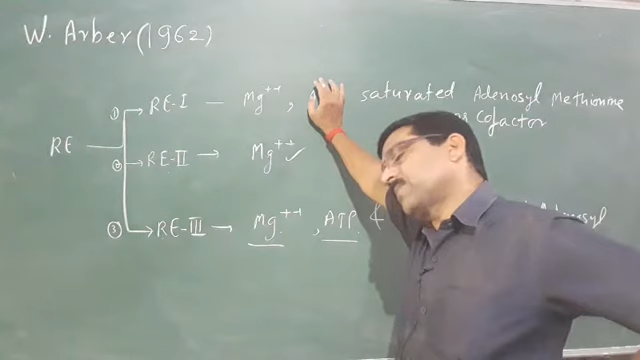 W. Arber (1962)
① RE-I — Mg++, saturated Adenosyl Methionine
as Cofactor
RE ② RE-II → Mg++ ✓
③ RE-III → Mg++, ATP &